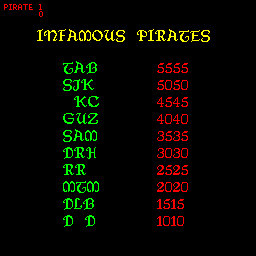 PIRATE 1
0
INFAMOUS PIRATES
TAB 5555
SJK 5050
KC 4545
GUZ 4040
SAM 3535
DRH 3030
RR 2525
MTM 2020
DLB 1515
D D 1010